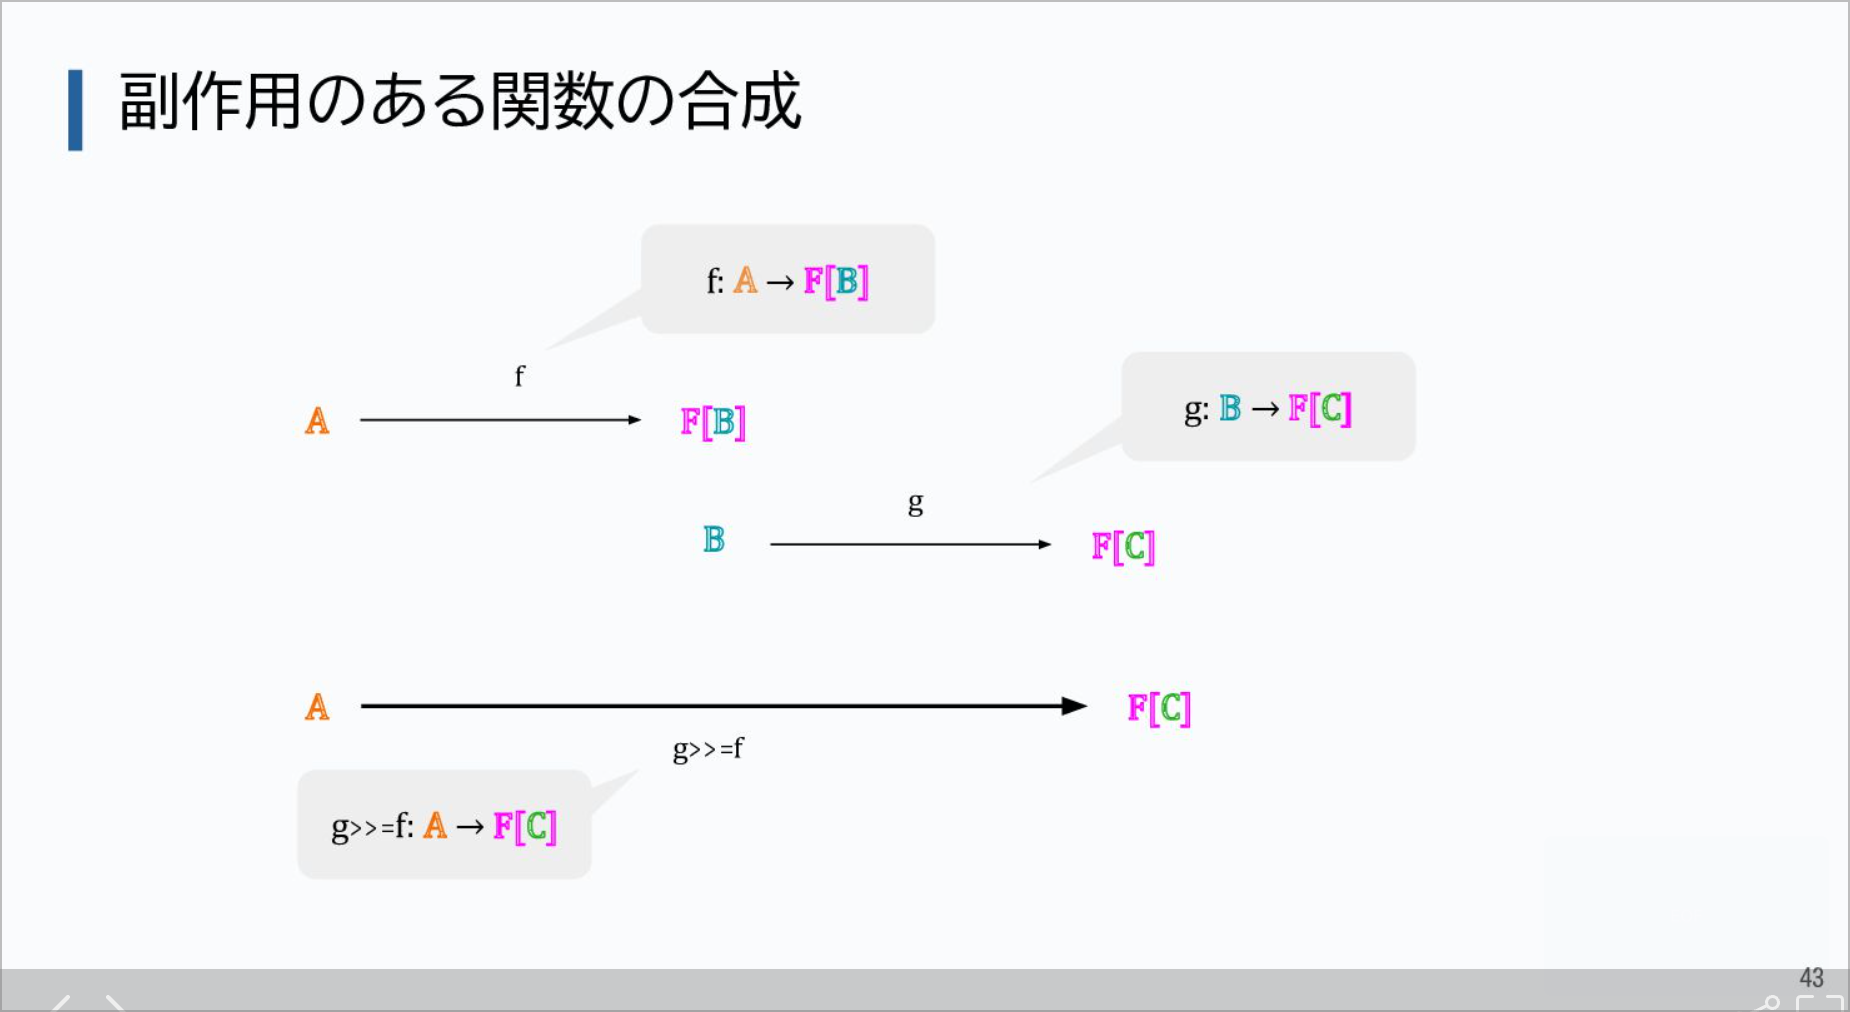 副作用のある関数の合成
f: A → F[B]
f
A
F[B]
g: B → F[C]
g
B
F[C]
A
F[C]
g>>=f
g>>=f: A → F[C]
43